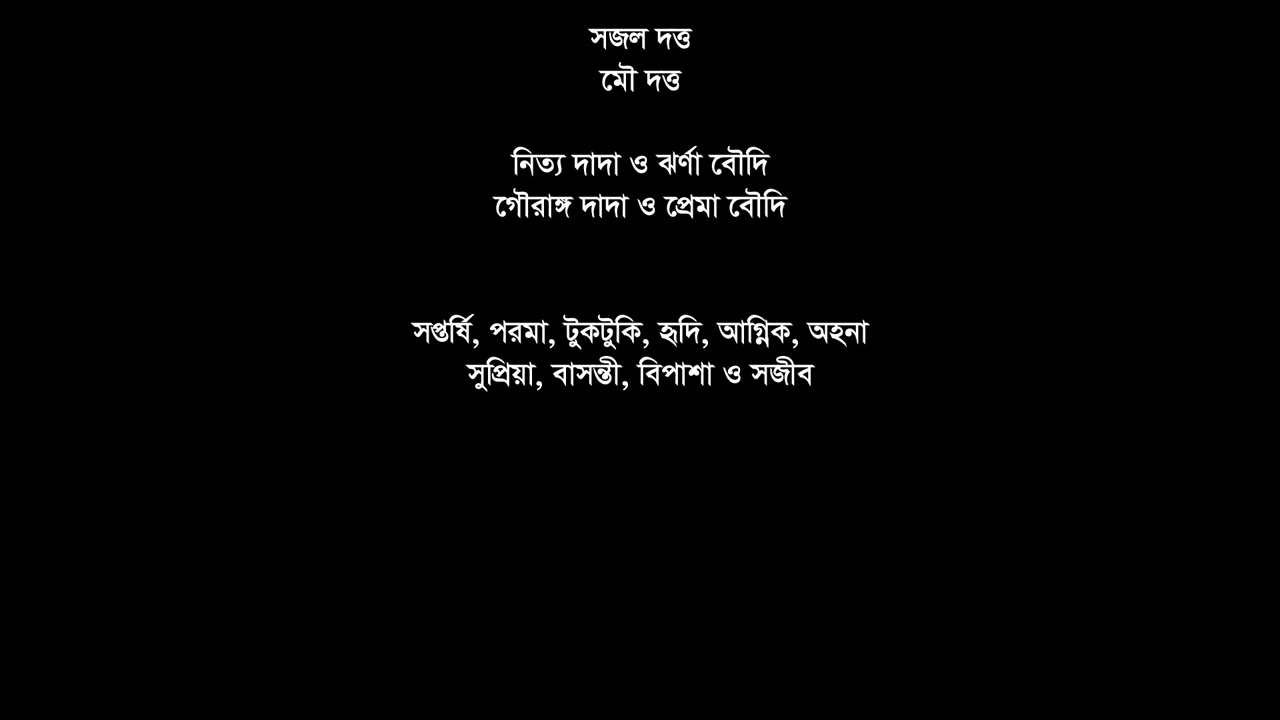 সজল দত্ত
মৌ দত্ত
নিত্য দাদা ও ঝর্ণা বৌদি
গৌরাঙ্গ দাদা ও প্রেমা বৌদি
সপ্তর্ষি, পরমা, টুকটুকি, হৃদি, আগ্নিক, অহনা
সুপ্রিয়া, বাসন্তী, বিপাশা ও সজীব